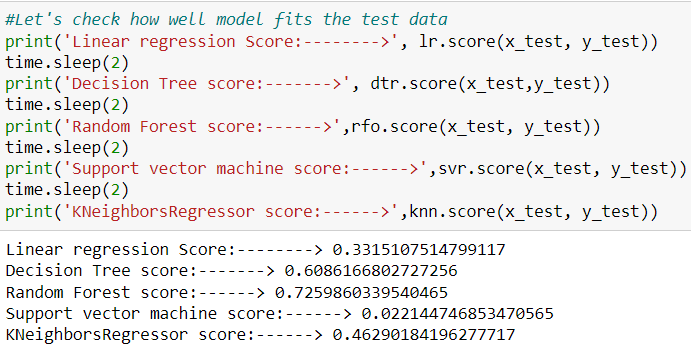 #Let's check how well model fits the test data
print('Linear regression Score:-------->', lr.score(x_test, y_test))
time.sleep(2)
print('Decision Tree score:------->', dtr.score(x_test,y_test))
time.sleep(2)
print('Random Forest score:------>',rfo.score(x_test, y_test))
time.sleep(2)
print('Support vector machine score:------>',svr.score(x_test, y_test))
time.sleep(2)
print('KNeighborsRegressor score:------>',knn.score(x_test, y_test))
Linear regression Score:--------> 0.3315107514799117
Decision Tree score:-------> 0.6086166802727256
Random Forest score:------> 0.7259860339540465
Support vector machine score:------> 0.022144746853470565
KNeighborsRegressor score:------> 0.46290184196277717